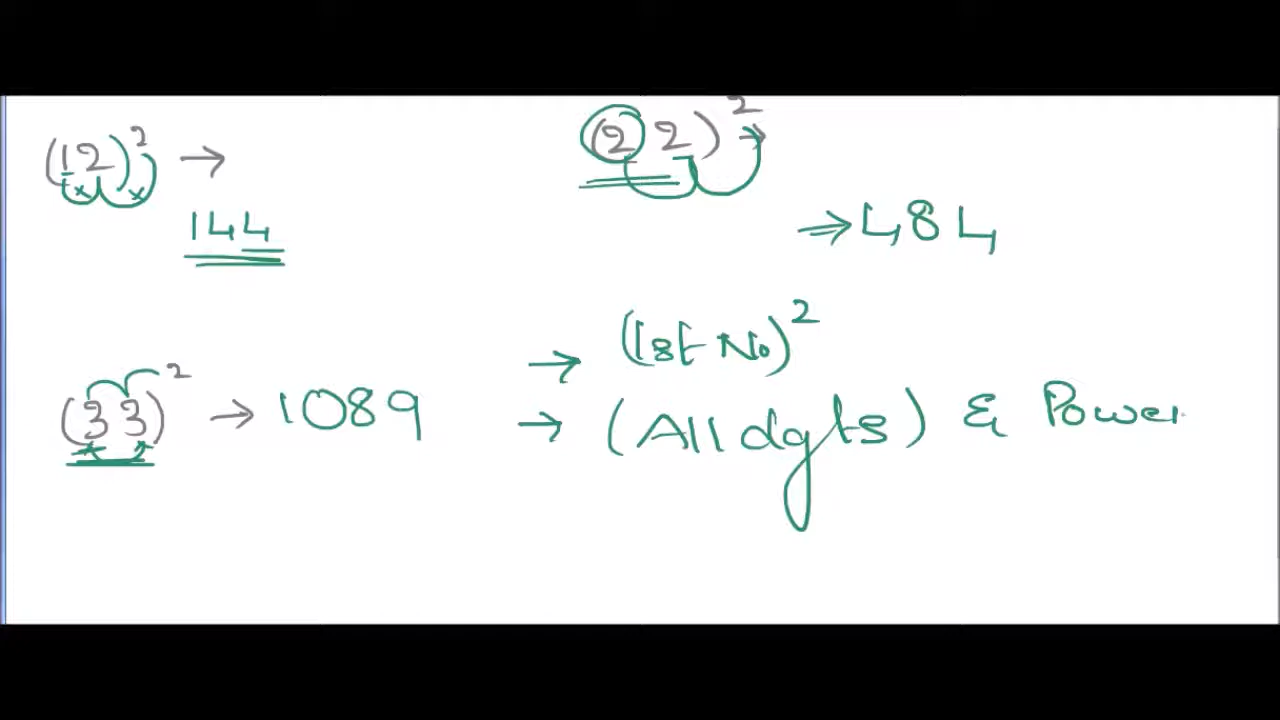 (12)² →
144
(22)² →
⇒ 484
(33)² → 1089
→ (1st No)²
→ (All dgts) & Power